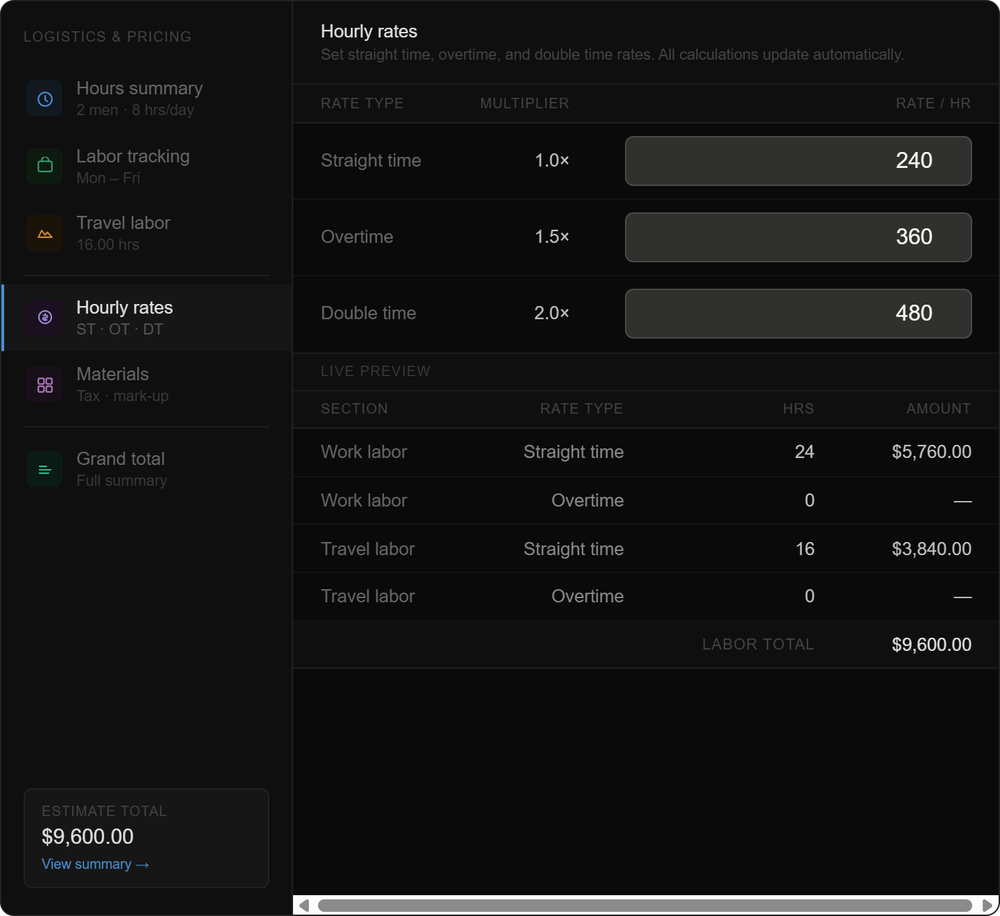 LOGISTICS & PRICING
Hours summary
2 men · 8 hrs/day
Labor tracking
Mon – Fri
Travel labor
16.00 hrs
Hourly rates
ST · OT · DT
Materials
Tax · mark-up
Grand total
Full summary
ESTIMATE TOTAL
$9,600.00
View summary →
Hourly rates
Set straight time, overtime, and double time rates. All calculations update automatically.
RATE TYPE MULTIPLIER RATE / HR
Straight time 1.0× 240
Overtime 1.5× 360
Double time 2.0× 480
LIVE PREVIEW
SECTION RATE TYPE HRS AMOUNT
Work labor Straight time 24 $5,760.00
Work labor Overtime 0 —
Travel labor Straight time 16 $3,840.00
Travel labor Overtime 0 —
LABOR TOTAL $9,600.00